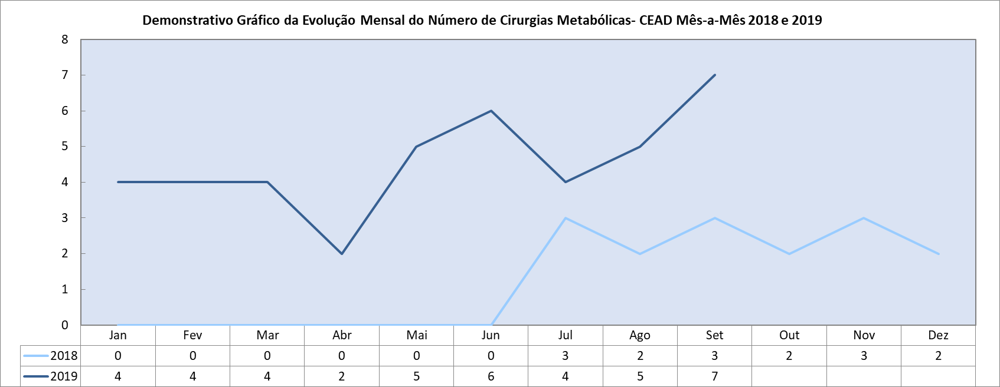 Demonstrativo Gráfico da Evolução Mensal do Número de Cirurgias Metabólicas- CEAD Mês-a-Mês 2018 e 2019
8
7
6
5
4
3
2
1
0
Jan Fev Mar Abr Mai Jun Jul Ago Set Out Nov Dez
2018 0 0 0 0 0 0 3 2 3 2 3 2
2019 4 4 4 2 5 6 4 5 7